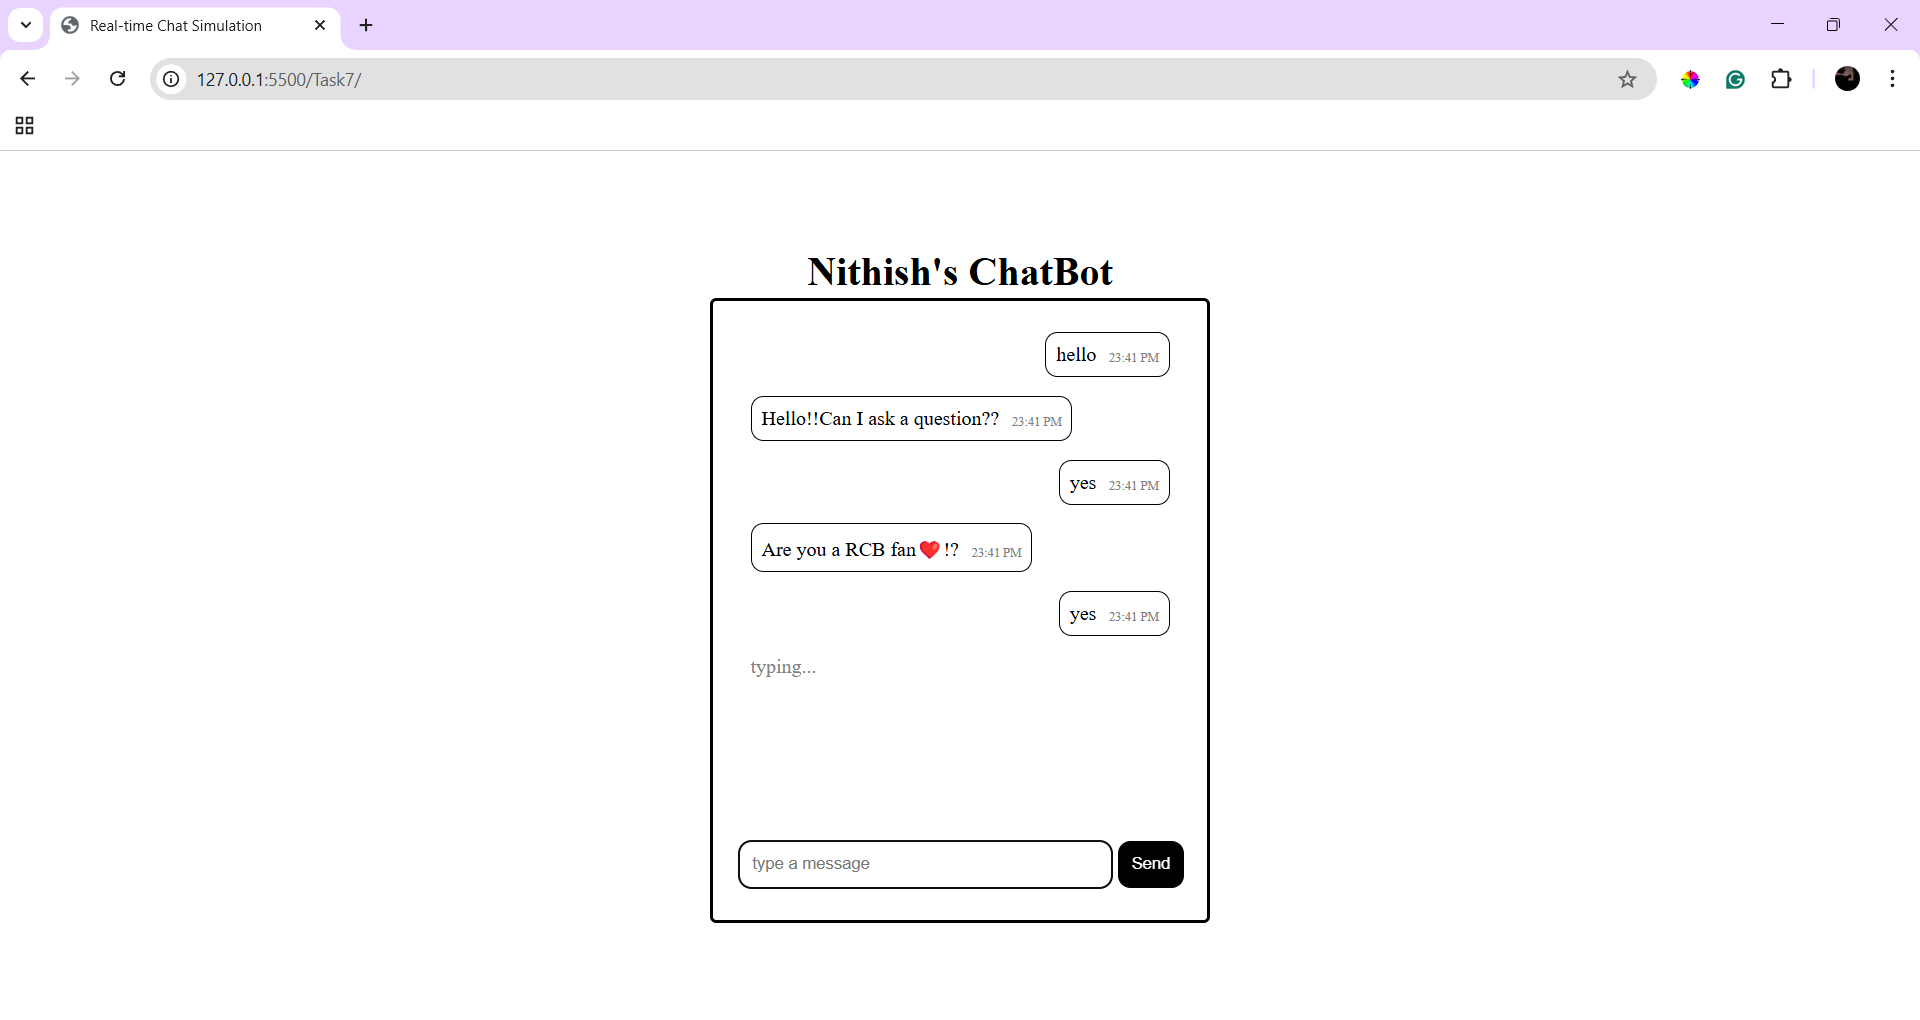 Real-time Chat Simulation
127.0.0.1:5500/Task7/
Nithish's ChatBot
hello 23:41 PM
Hello!!Can I ask a question?? 23:41 PM
yes 23:41 PM
Are you a RCB fan❤️!? 23:41 PM
yes 23:41 PM
typing...
type a message Send